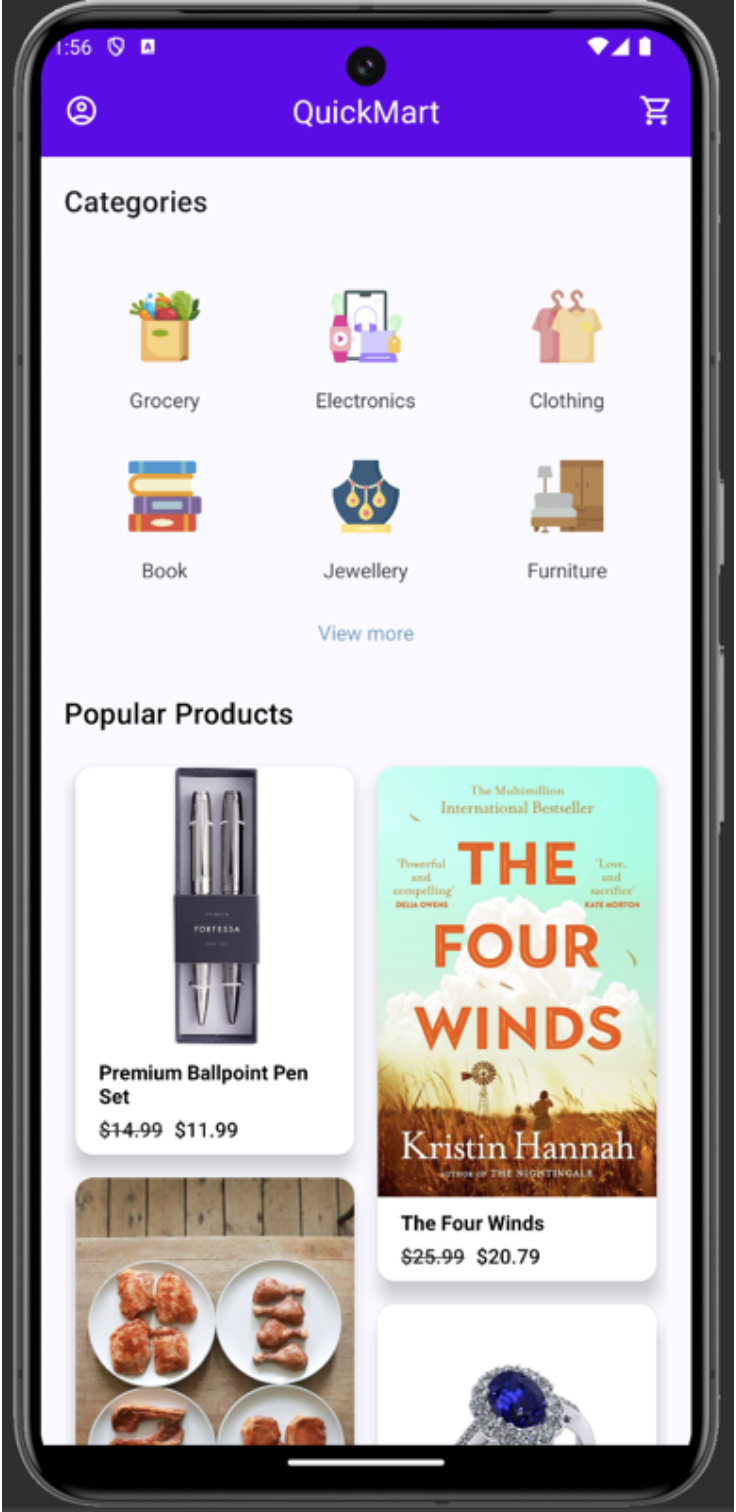 1:56
QuickMart
Categories
Grocery
Electronics
Clothing
Book
Jewellery
Furniture
View more
Popular Products
PREMIUM
FORTESSA
PEN SET
Premium Ballpoint Pen
Set
$14.99 $11.99
The Multimillion
International Bestseller
'Powerful
and
compelling'
DELIA OWENS
THE
'Love,
and
sacrifice'
KATE MORTON
FOUR
WINDS
Kristin Hannah
AUTHOR OF THE NIGHTINGALE
The Four Winds
$25.99 $20.79